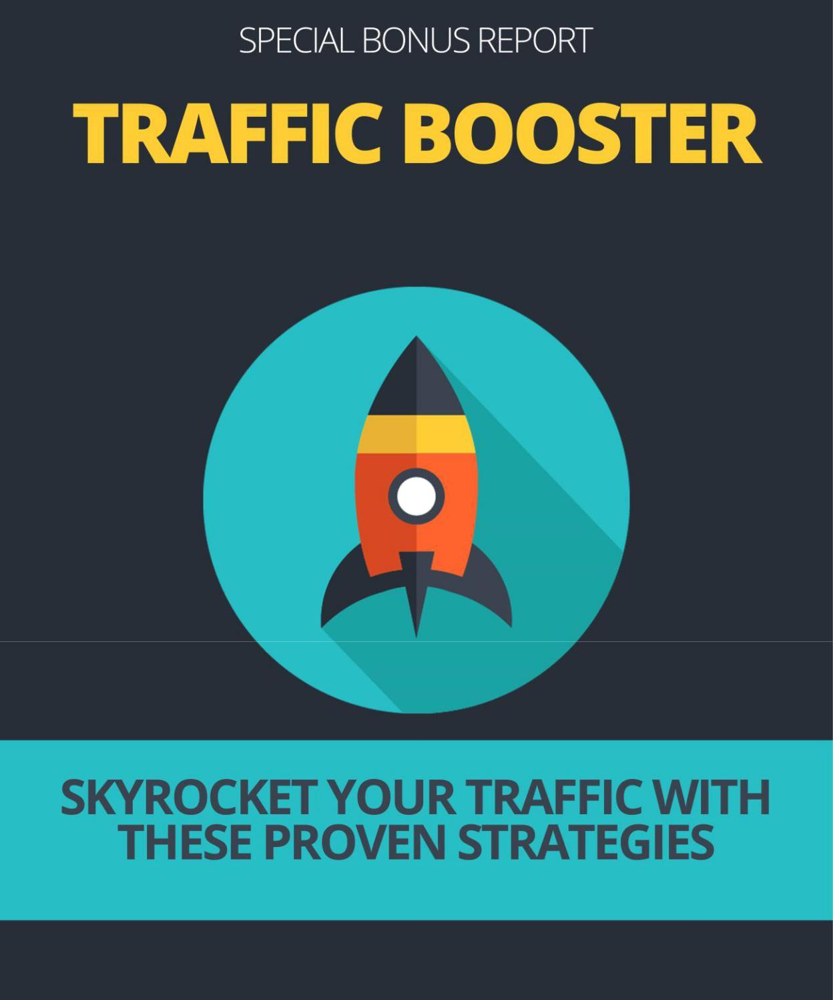 SPECIAL BONUS REPORT
TRAFFIC BOOSTER
SKYROCKET YOUR TRAFFIC WITH
THESE PROVEN STRATEGIES